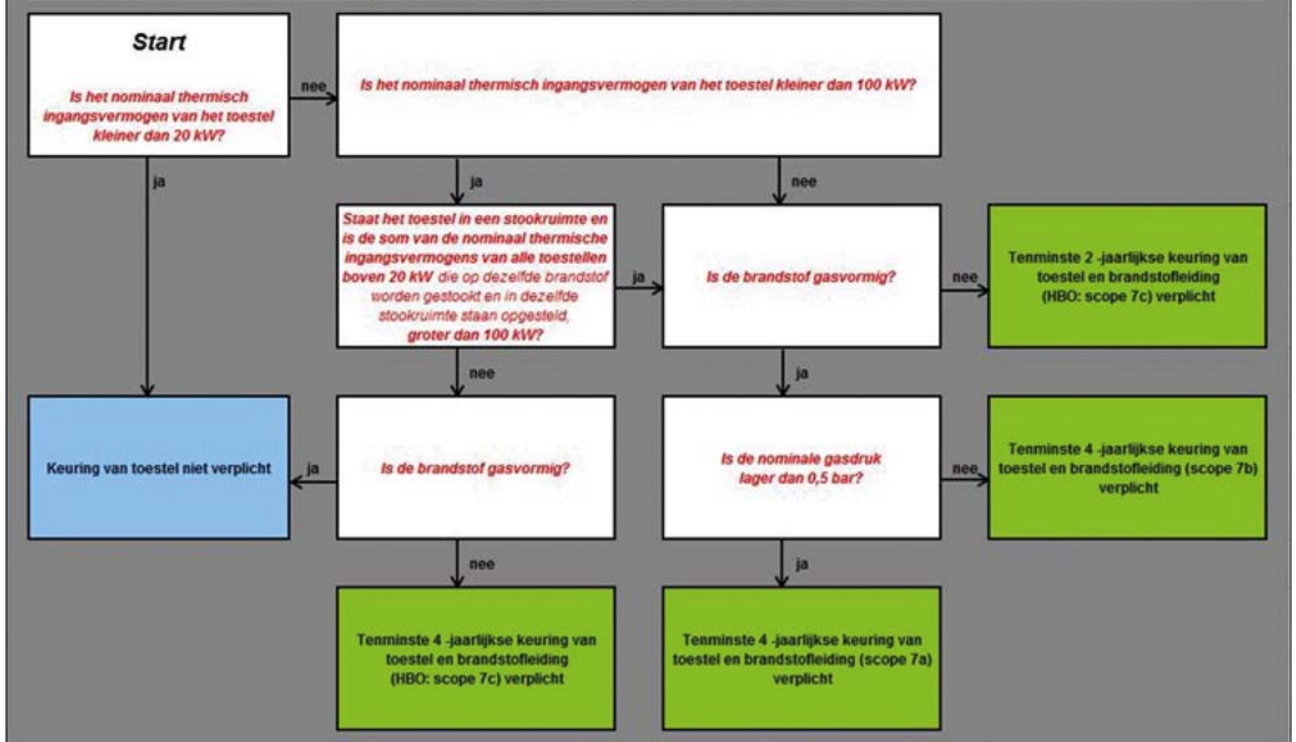 Start
Is het nominaal thermisch
ingangsvermogen van het toestel
kleiner dan 20 kW?
nee
Is het nominaal thermisch ingangsvermogen van het toestel kleiner dan 100 kW?
ja
ja
nee
Staat het toestel in een stookruimte en
is de som van de nominaal thermische
ingangsvermogens van alle toestellen
boven 20 kW die op dezelfde brandstof
worden gestookt en in dezelfde
stookruimte staan opgesteld,
groter dan 100 kW?
ja
Is de brandstof gasvormig?
nee
Tenminste 2 -jaarlijkse keuring van
toestel en brandstofleiding
(HBO: scope 7c) verplicht
nee
ja
Keuring van toestel niet verplicht
ja
Is de brandstof gasvormig?
Is de nominale gasdruk
lager dan 0,5 bar?
nee
Tenminste 4 -jaarlijkse keuring van
toestel en brandstofleiding (scope 7b)
verplicht
nee
ja
Tenminste 4 -jaarlijkse keuring van
toestel en brandstofleiding
(HBO: scope 7c) verplicht
Tenminste 4 -jaarlijkse keuring van
toestel en brandstofleiding (scope 7a)
verplicht